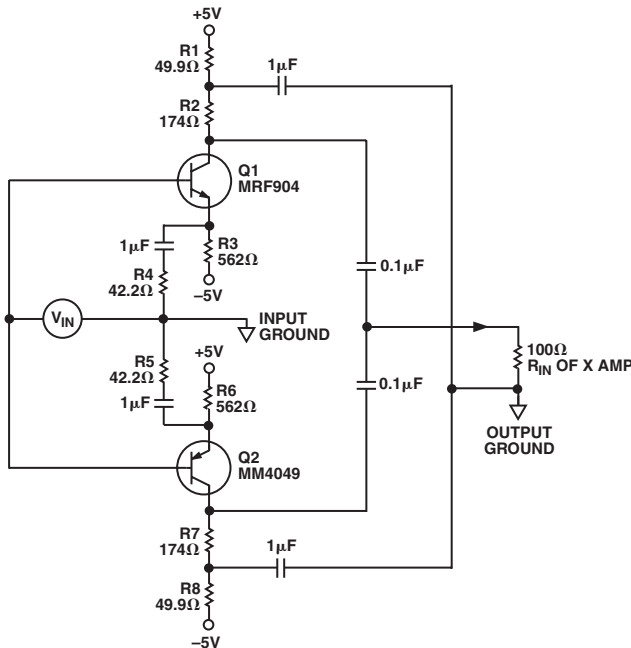 +5V
R1
49.9Ω
1μF
R2
174Ω
Q1
MRF904
1μF
R3
562Ω
R4
42.2Ω
–5V
0.1μF
VIN
INPUT
GROUND
100Ω
RIN OF X AMP
+5V
R5
42.2Ω
R6
562Ω
1μF
0.1μF
OUTPUT
GROUND
Q2
MM4049
R7
174Ω
1μF
R8
49.9Ω
–5V